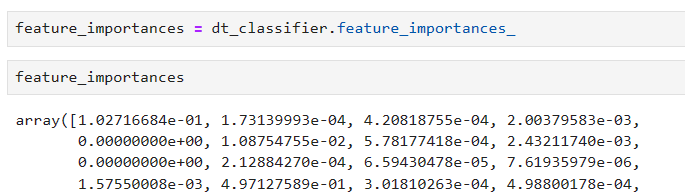 feature_importances = dt_classifier.feature_importances_
feature_importances
array([1.02716684e-01, 1.73139993e-04, 4.20818755e-04, 2.00379583e-03,
0.00000000e+00, 1.08754755e-02, 5.78177418e-04, 2.43211740e-03,
0.00000000e+00, 2.12884270e-04, 6.59430478e-05, 7.61935979e-06,
1.57550008e-03, 4.97127589e-01, 3.01810263e-04, 4.98800178e-04,